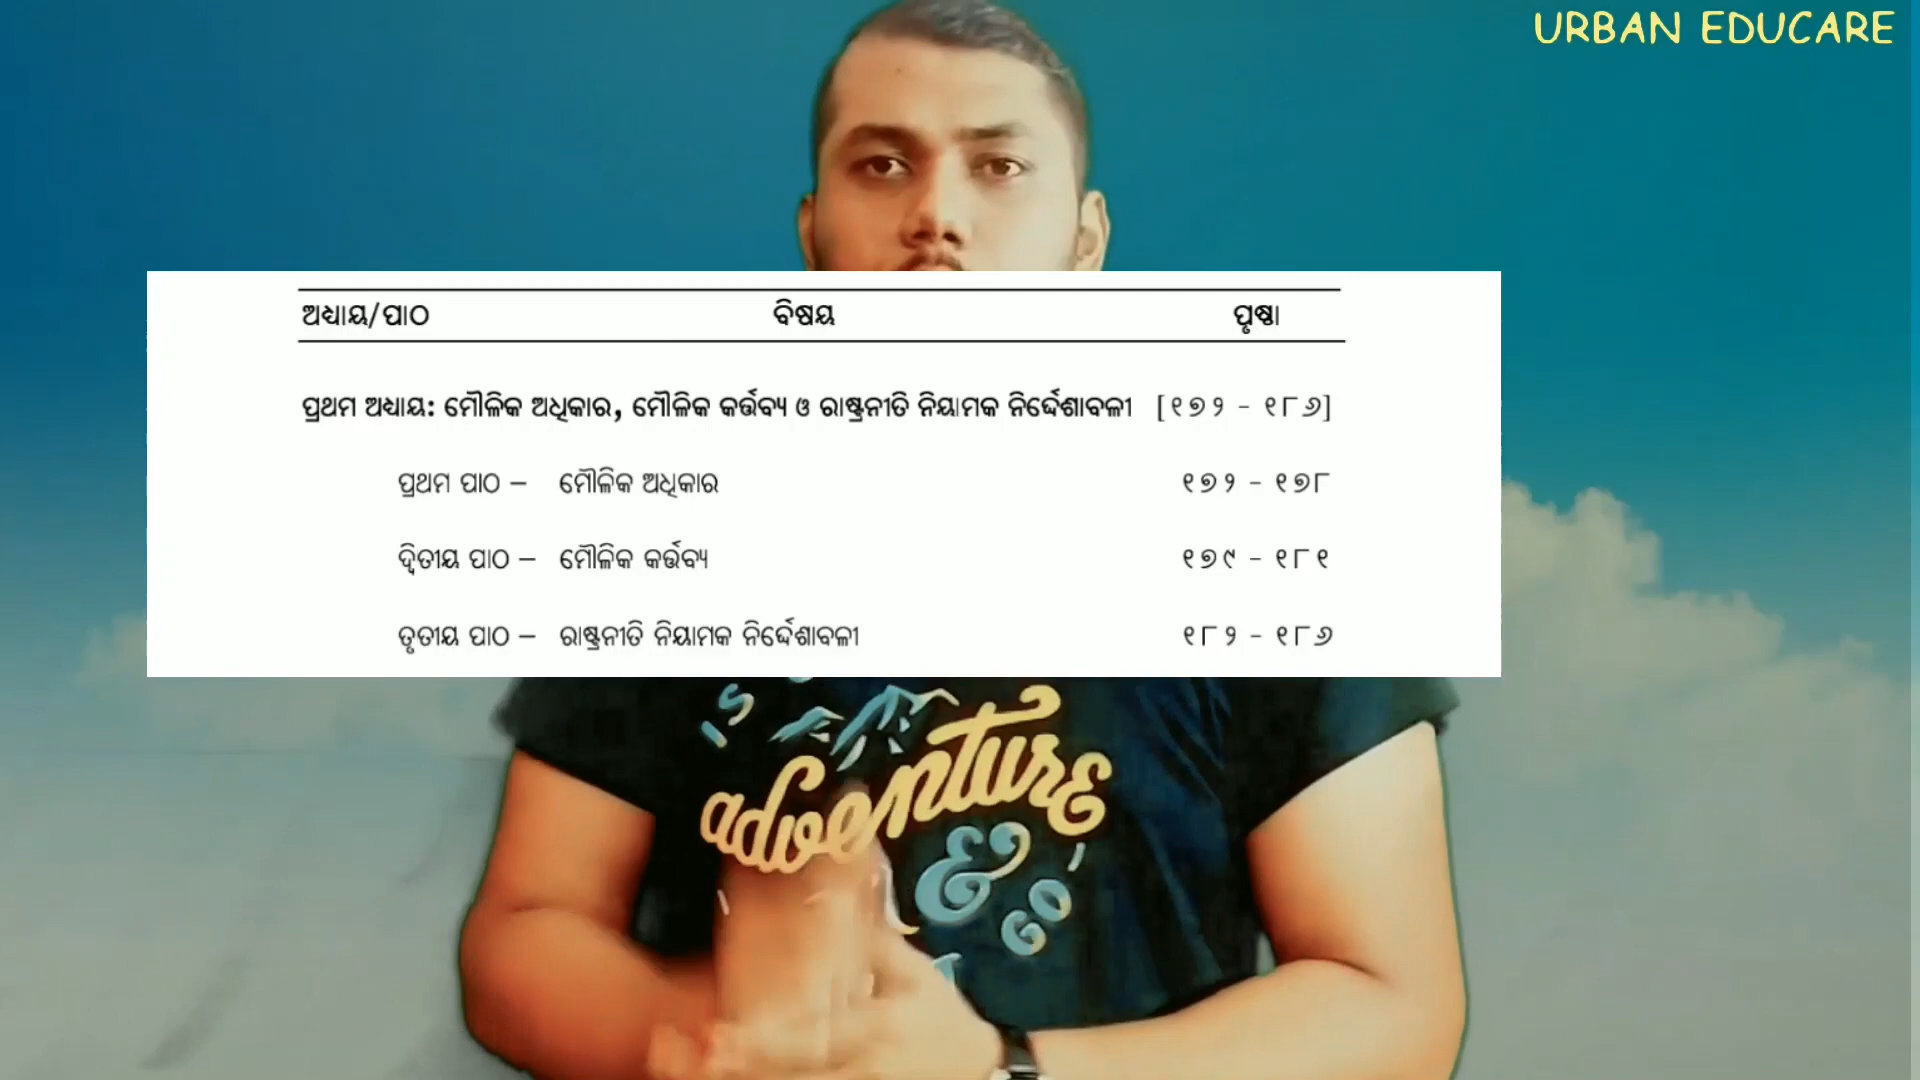 URBAN EDUCARE
ଅଧ୍ୟାୟ/ପାଠ ବିଷୟ ପୃଷ୍ଠା
ପ୍ରଥମ ଅଧ୍ୟାୟ: ମୌଳିକ ଅଧିକାର, ମୌଳିକ କର୍ତ୍ତବ୍ୟ ଓ ରାଷ୍ଟ୍ରନୀତି ନିୟାମକ ନିର୍ଦ୍ଦେଶାବଳୀ [୧୭୨ - ୧୮୬]
ପ୍ରଥମ ପାଠ – ମୌଳିକ ଅଧିକାର ୧୭୨ - ୧୭୮
ଦ୍ୱିତୀୟ ପାଠ – ମୌଳିକ କର୍ତ୍ତବ୍ୟ ୧୭୯ - ୧୮୧
ତୃତୀୟ ପାଠ – ରାଷ୍ଟ୍ରନୀତି ନିୟାମକ ନିର୍ଦ୍ଦେଶାବଳୀ ୧୮୨ - ୧୮୬
adventure
&